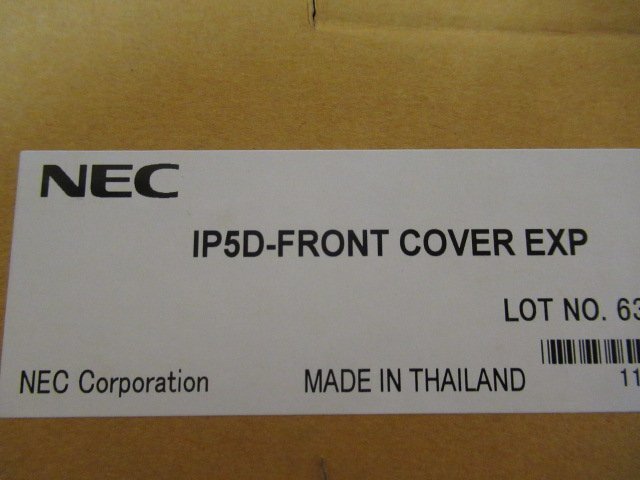 NEC
IP5D-FRONT COVER EXP
LOT NO. 63
NEC Corporation MADE IN THAILAND 11